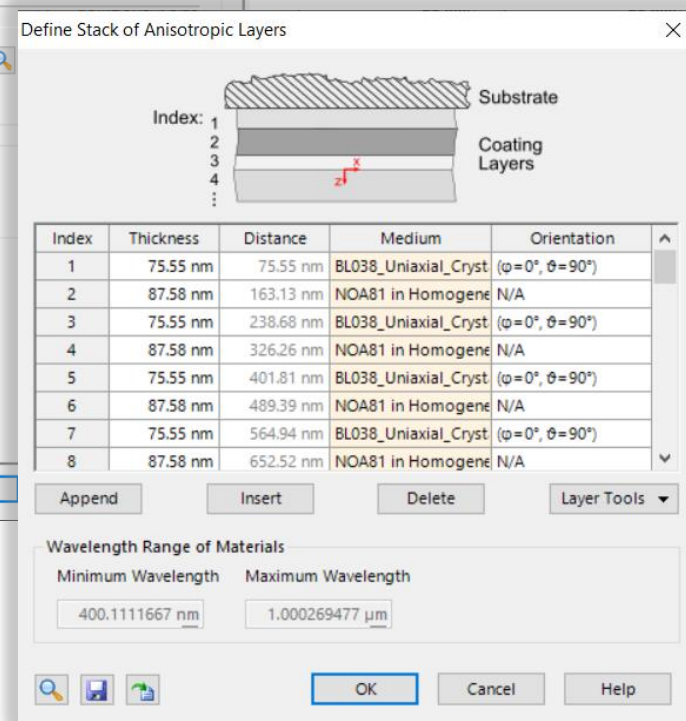 Define Stack of Anisotropic Layers
Substrate
Index: 1
2
3
4
⋮
Coating
Layers
x
z
Index Thickness Distance Medium Orientation
1 75.55 nm 75.55 nm BL038_Uniaxial_Cryst. (φ=0°, ϑ=90°)
2 87.58 nm 163.13 nm NOA81 in Homogene N/A
3 75.55 nm 238.68 nm BL038_Uniaxial_Cryst. (φ=0°, ϑ=90°)
4 87.58 nm 326.26 nm NOA81 in Homogene N/A
5 75.55 nm 401.81 nm BL038_Uniaxial_Cryst. (φ=0°, ϑ=90°)
6 87.58 nm 489.39 nm NOA81 in Homogene N/A
7 75.55 nm 564.94 nm BL038_Uniaxial_Cryst. (φ=0°, ϑ=90°)
8 87.58 nm 652.52 nm NOA81 in Homogene N/A
Append Insert Delete Layer Tools
Wavelength Range of Materials
Minimum Wavelength Maximum Wavelength
400.1111667 nm 1.000269477 µm
OK Cancel Help